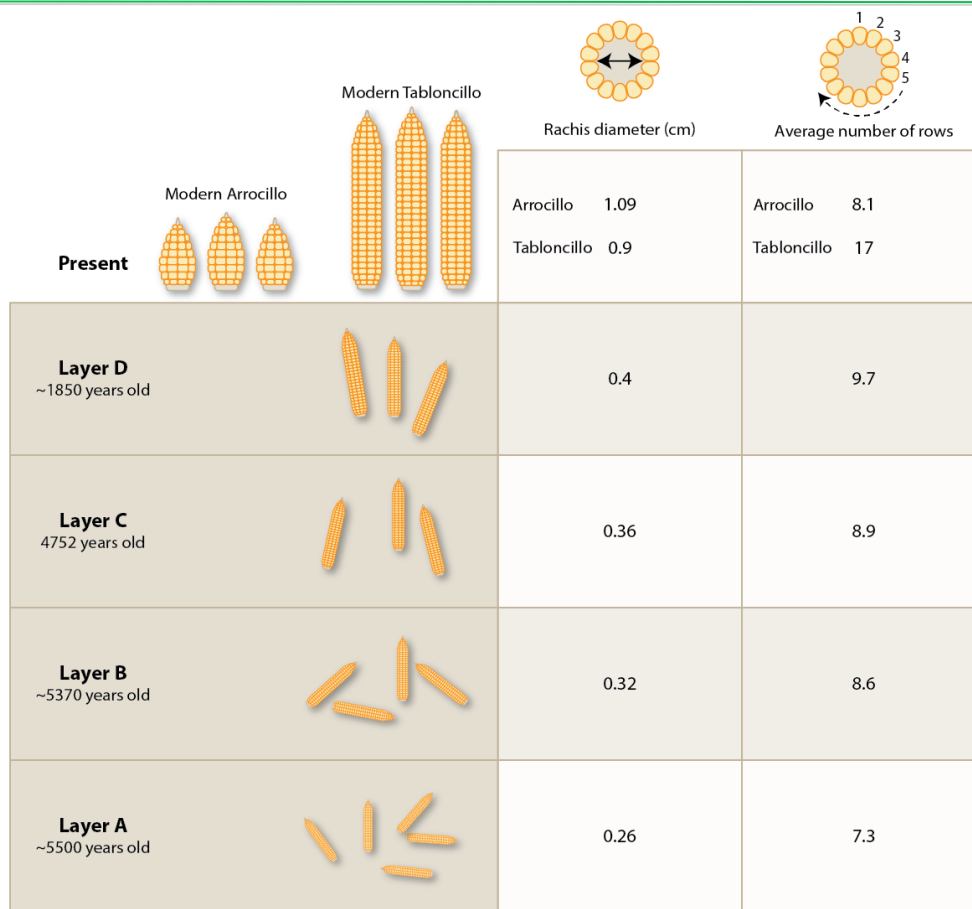 1
2
3
4
5
Modern Tabloncillo
Rachis diameter (cm)
Average number of rows
Modern Arrocillo
Present
Arrocillo 1.09
Tabloncillo 0.9
Arrocillo 8.1
Tabloncillo 17
Layer D
~1850 years old
0.4
9.7
Layer C
4752 years old
0.36
8.9
Layer B
~5370 years old
0.32
8.6
Layer A
~5500 years old
0.26
7.3